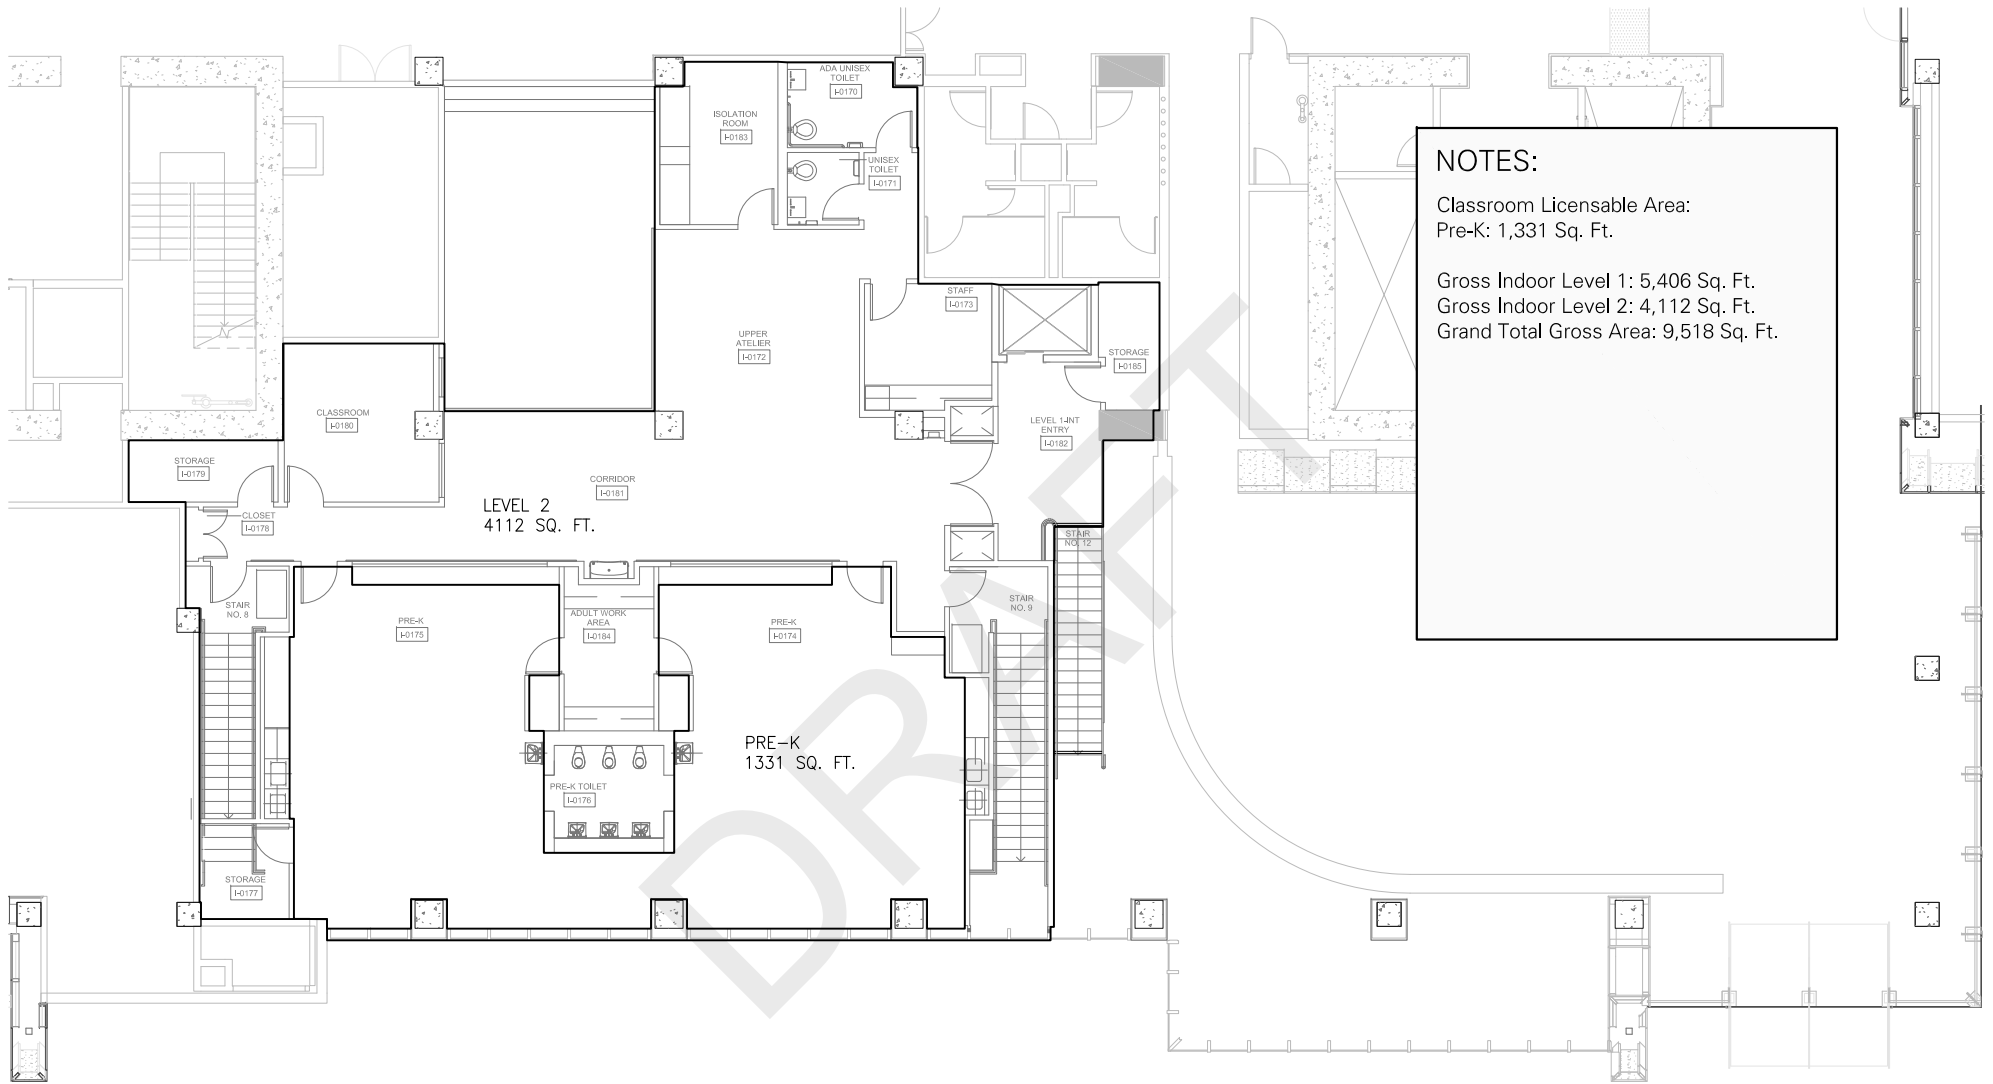 ADA UNISEX
TOILET
I-0170
ISOLATION
ROOM
I-0183
UNISEX
TOILET
I-0171
STAFF
I-0173
UPPER
ATELIER
I-0172
STORAGE
I-0185
CLASSROOM
I-0180
LEVEL 1-INT
ENTRY
I-0182
STORAGE
I-0179
CORRIDOR
I-0181
LEVEL 2
4112 SQ. FT.
CLOSET
I-0178
STAIR
NO. 12
STAIR
NO. 8
STAIR
NO. 9
PRE-K
I-0175
ADULT WORK
AREA
I-0184
PRE-K
I-0174
PRE-K
1331 SQ. FT.
PRE-K TOILET
I-0176
STORAGE
I-0177
DRAFT
NOTES:
Classroom Licensable Area:
Pre-K: 1,331 Sq. Ft.
Gross Indoor Level 1: 5,406 Sq. Ft.
Gross Indoor Level 2: 4,112 Sq. Ft.
Grand Total Gross Area: 9,518 Sq. Ft.